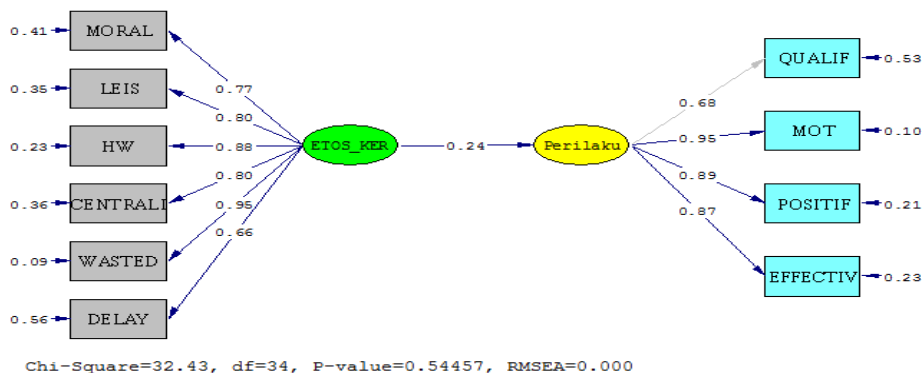 0.41 MORAL
0.35 LEIS
0.23 HW
0.36 CENTRALI
0.09 WASTED
0.56 DELAY
0.77
0.80
0.88
0.80
0.95
0.66
ETOS_KER
0.24
Perilaku
0.68
0.95
0.89
0.87
QUALIF 0.53
MOT 0.10
POSITIF 0.21
EFFECTIV 0.23
Chi-Square=32.43, df=34, P-value=0.54457, RMSEA=0.000